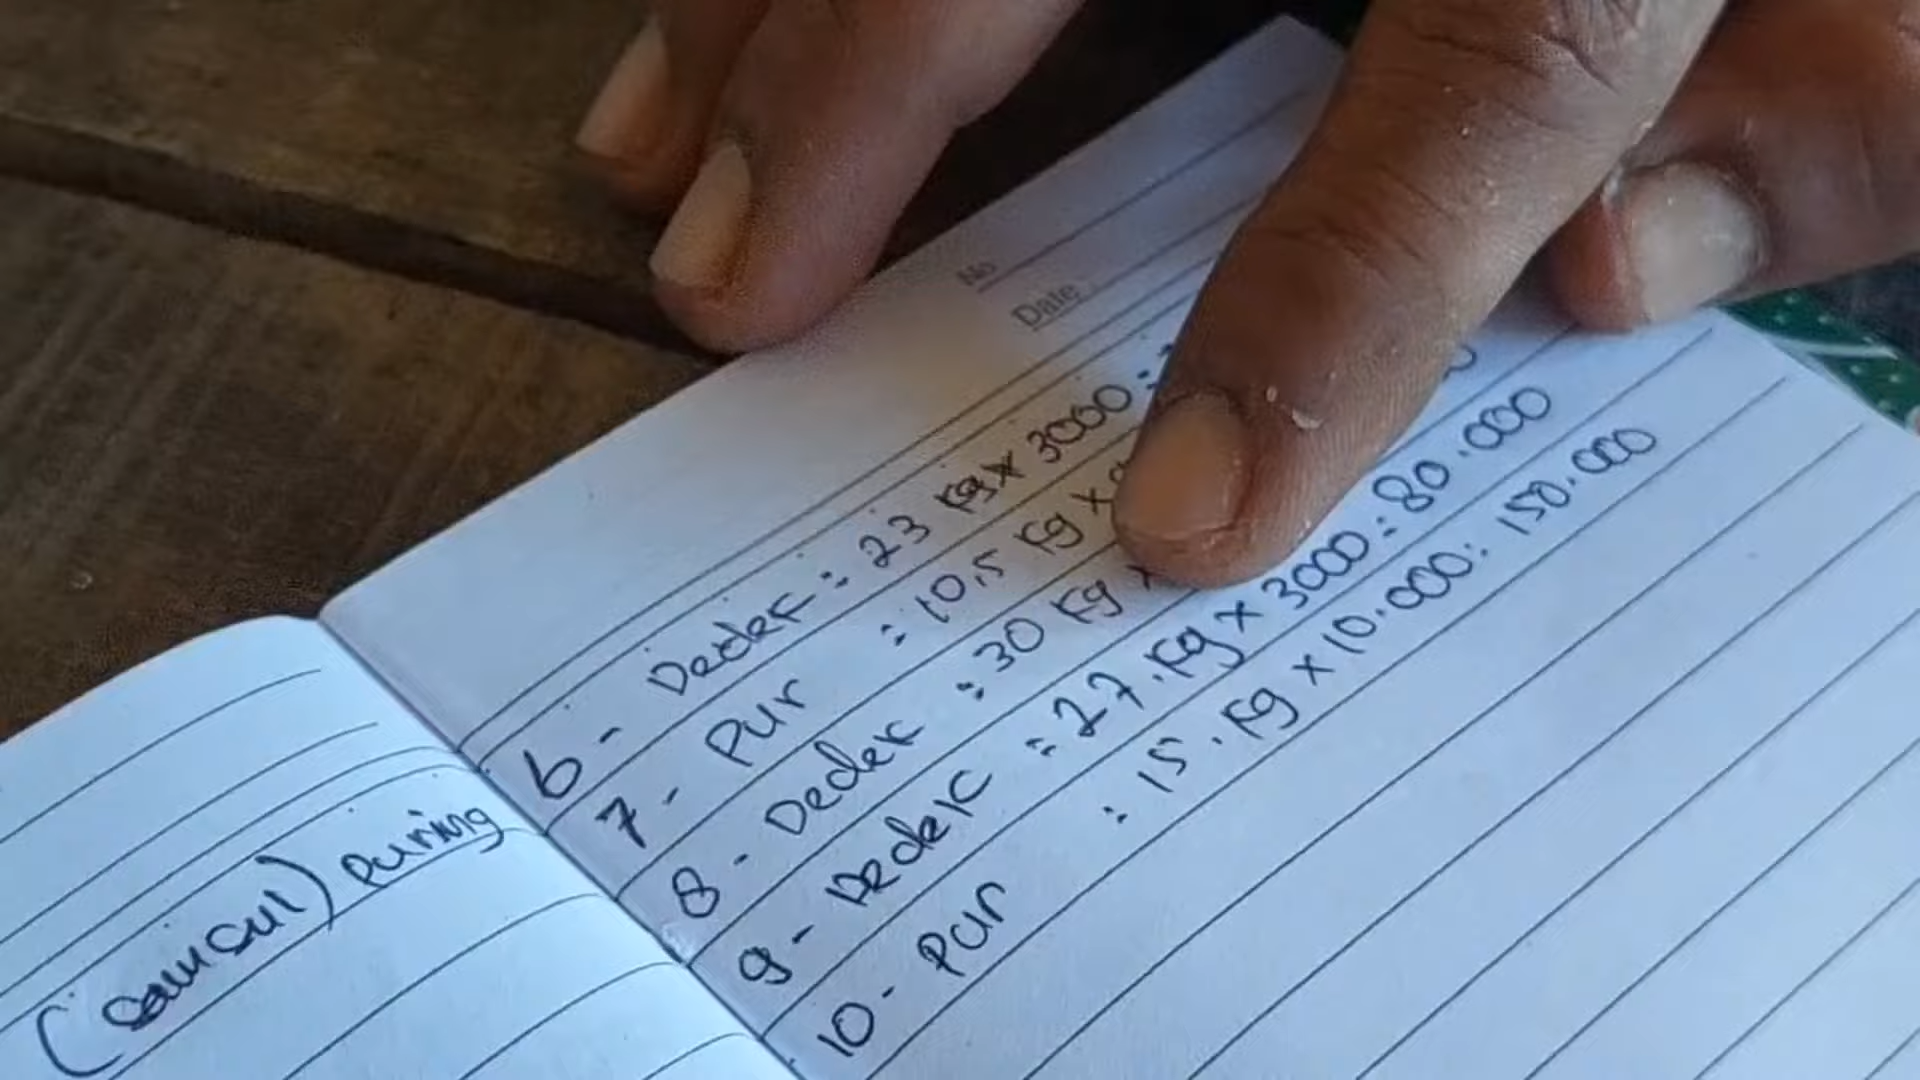 No
Date
6 - Dedek : 23 Kg x 3000 :
7 - Pur : 10,5 Kg x
8 - Dedek : 30 Kg x
9 - Dedek : 27. Kg x 3000 : 80.000
10 - Pur : 15. Kg x 10.000 : 150.000
(Samsul) puring